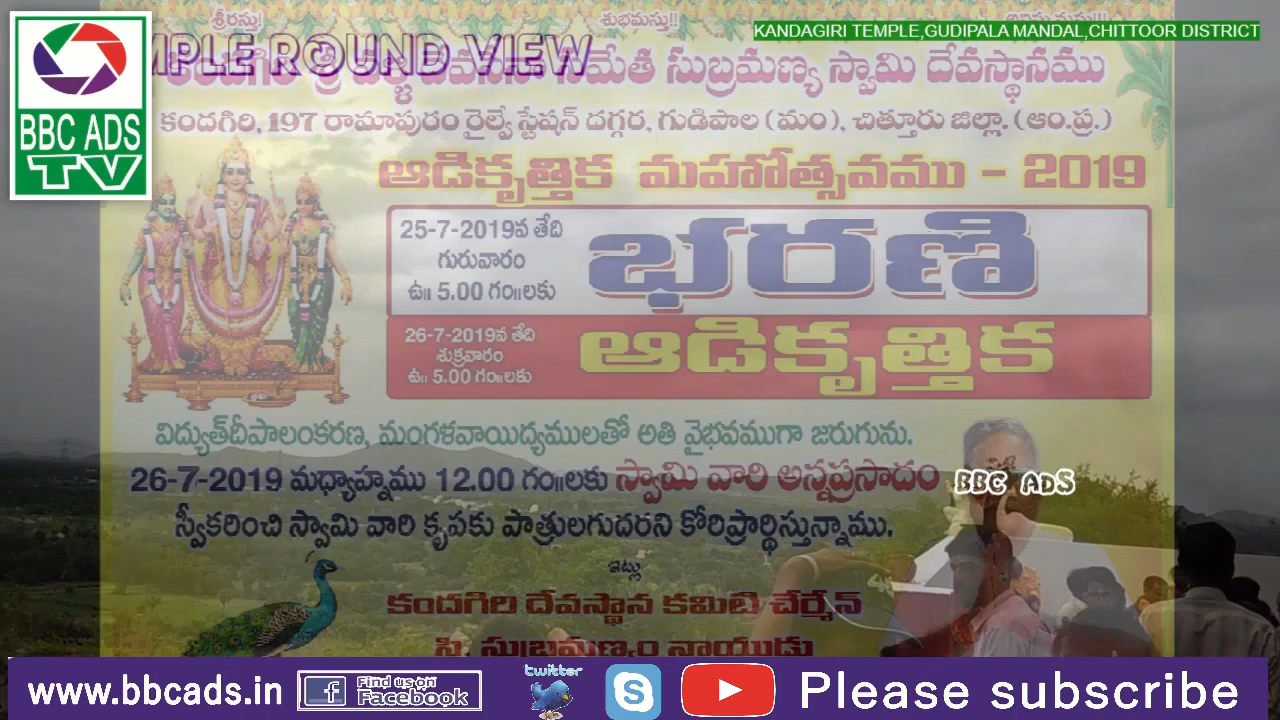 శ్రీరస్తు! శుభమస్తు!!
KANDAGIRI TEMPLE,GUDIPALA MANDAL,CHITTOOR DISTRICT
MPLE ROUND VIEW
సమేత సుబ్రమణ్య స్వామి దేవస్థానము
BBC ADS
TV
కందగిరి, 197 రామాపురం రైల్వే స్టేషన్ దగ్గర, గుడిపాల (మం), చిత్తూరు జిల్లా. (ఆం.ప్ర.)
ఆడికృత్తిక మహోత్సవము - 2019
25-7-2019వ తేది
గురువారం
ఉ॥ 5.00 గం॥లకు
భరణి
26-7-2019వ తేది
శుక్రవారం
ఉ॥ 5.00 గం॥లకు
ఆడికృత్తిక
విద్యుత్‌దీపాలంకరణ, మంగళవాయిద్యములతో అతి వైభవముగా జరుగును.
26-7-2019 మధ్యాహ్నము 12.00 గం॥లకు స్వామి వారి అన్నప్రసాదం
BBC ADS
స్వీకరించి స్వామి వారి కృపకు పాత్రులగుదరని కోరిప్రార్థిస్తున్నాము.
ఇట్లు
కందగిరి దేవస్థాన కమిటి చేర్మేన్
సి. సుబ్రమణ్యం నాయుడు
www.bbcads.in
Find us on
Facebook
twitter
Please subscribe